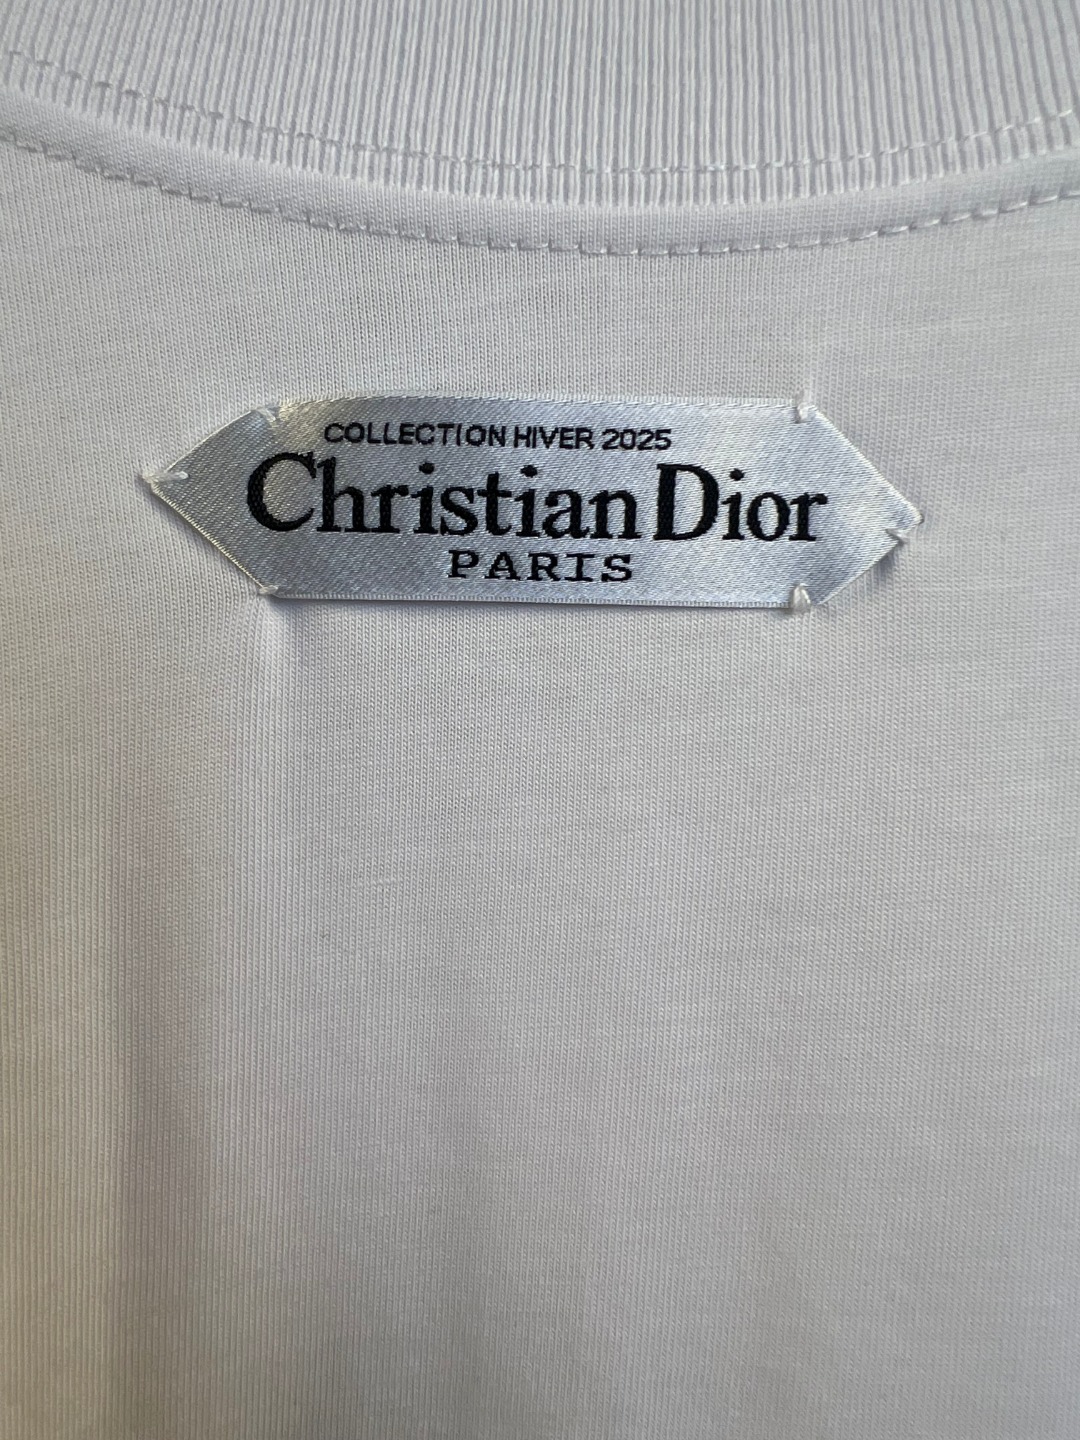 COLLECTION HIVER 2025
Christian Dior
PARIS